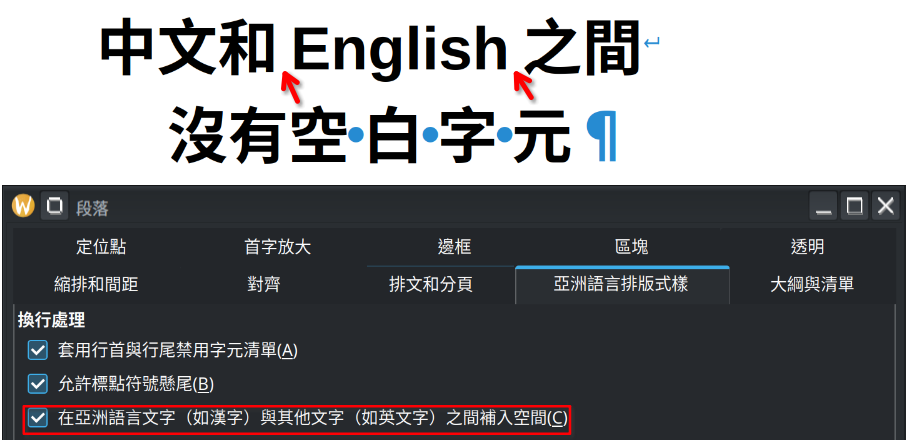 中文和 English 之間↵
沒有空·白·字·元¶
段落
定位點 首字放大 邊框 區塊 透明
縮排和間距 對齊 排文和分頁 亞洲語言排版式樣 大綱與清單
換行處理
套用行首與行尾禁用字元清單(A)
允許標點符號懸尾(B)
在亞洲語言文字（如漢字）與其他文字（如英文字）之間補入空間(C)